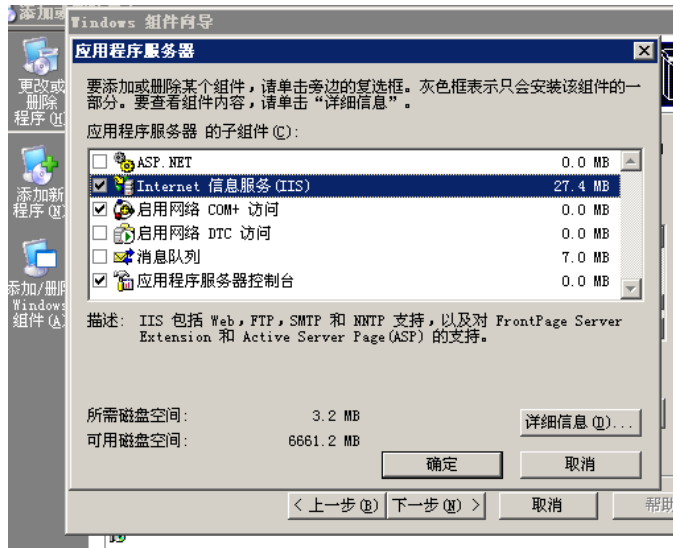 添加或
Windows 组件向导
应用程序服务器
更改或
删除
程序(H)
添加新
程序(N)
添加/删除
Windows
组件(A)
要添加或删除某个组件，请单击旁边的复选框。灰色框表示只会安装该组件的一
部分。要查看组件内容，请单击“详细信息”。
应用程序服务器 的子组件(C):
ASP.NET 0.0 MB
Internet 信息服务(IIS) 27.4 MB
启用网络 COM+ 访问 0.0 MB
启用网络 DTC 访问 0.0 MB
消息队列 7.0 MB
应用程序服务器控制台 0.0 MB
描述: IIS 包括 Web，FTP，SMTP 和 NNTP 支持，以及对 FrontPage Server
Extension 和 Active Server Page(ASP) 的支持。
所需磁盘空间: 3.2 MB
可用磁盘空间: 6661.2 MB
详细信息(D)...
确定 取消
< 上一步(B) 下一步(N) > 取消 帮助